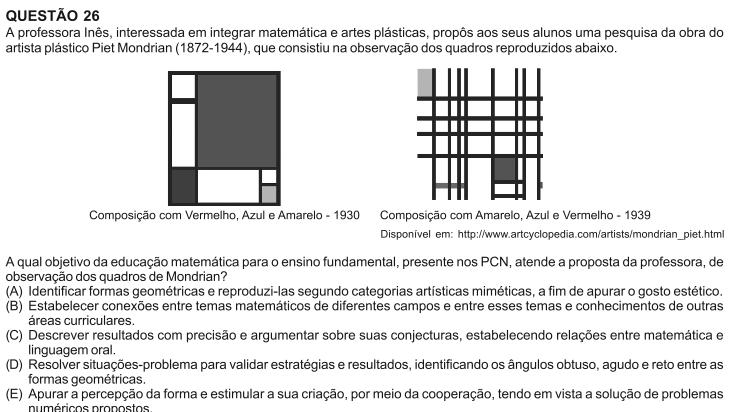 QUESTÃO 26
A professora Inês, interessada em integrar matemática e artes plásticas, propôs aos seus alunos uma pesquisa da obra do
artista plástico Piet Mondrian (1872-1944), que consistiu na observação dos quadros reproduzidos abaixo.
Composição com Vermelho, Azul e Amarelo - 1930
Composição com Amarelo, Azul e Vermelho - 1939
Disponível em: http://www.artcyclopedia.com/artists/mondrian_piet.html
A qual objetivo da educação matemática para o ensino fundamental, presente nos PCN, atende a proposta da professora, de
observação dos quadros de Mondrian?
(A) Identificar formas geométricas e reproduzi-las segundo categorias artísticas miméticas, a fim de apurar o gosto estético.
(B) Estabelecer conexões entre temas matemáticos de diferentes campos e entre esses temas e conhecimentos de outras
áreas curriculares.
(C) Descrever resultados com precisão e argumentar sobre suas conjecturas, estabelecendo relações entre matemática e
linguagem oral.
(D) Resolver situações-problema para validar estratégias e resultados, identificando os ângulos obtuso, agudo e reto entre as
formas geométricas.
(E) Apurar a percepção da forma e estimular a sua criação, por meio da cooperação, tendo em vista a solução de problemas
numéricos propostos.